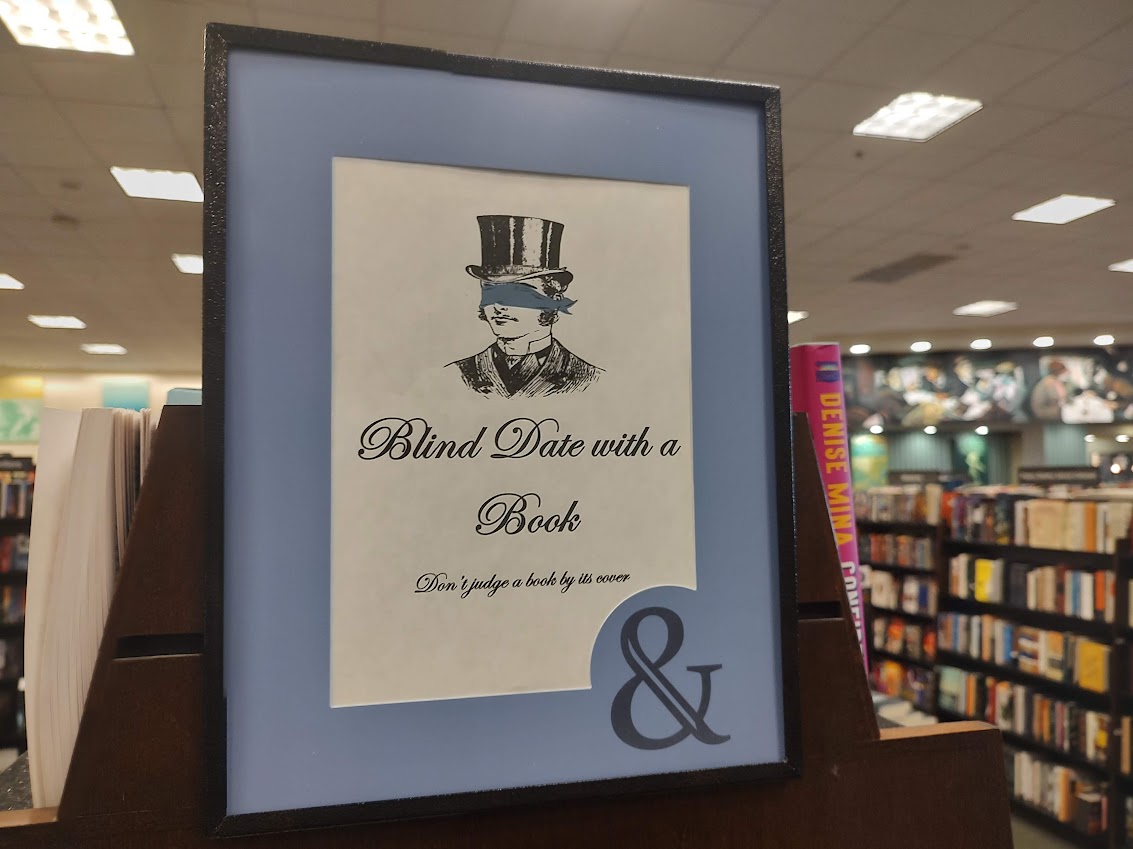 Blind Date with a
Book
Don't judge a book by its cover
&
DENISE MINA